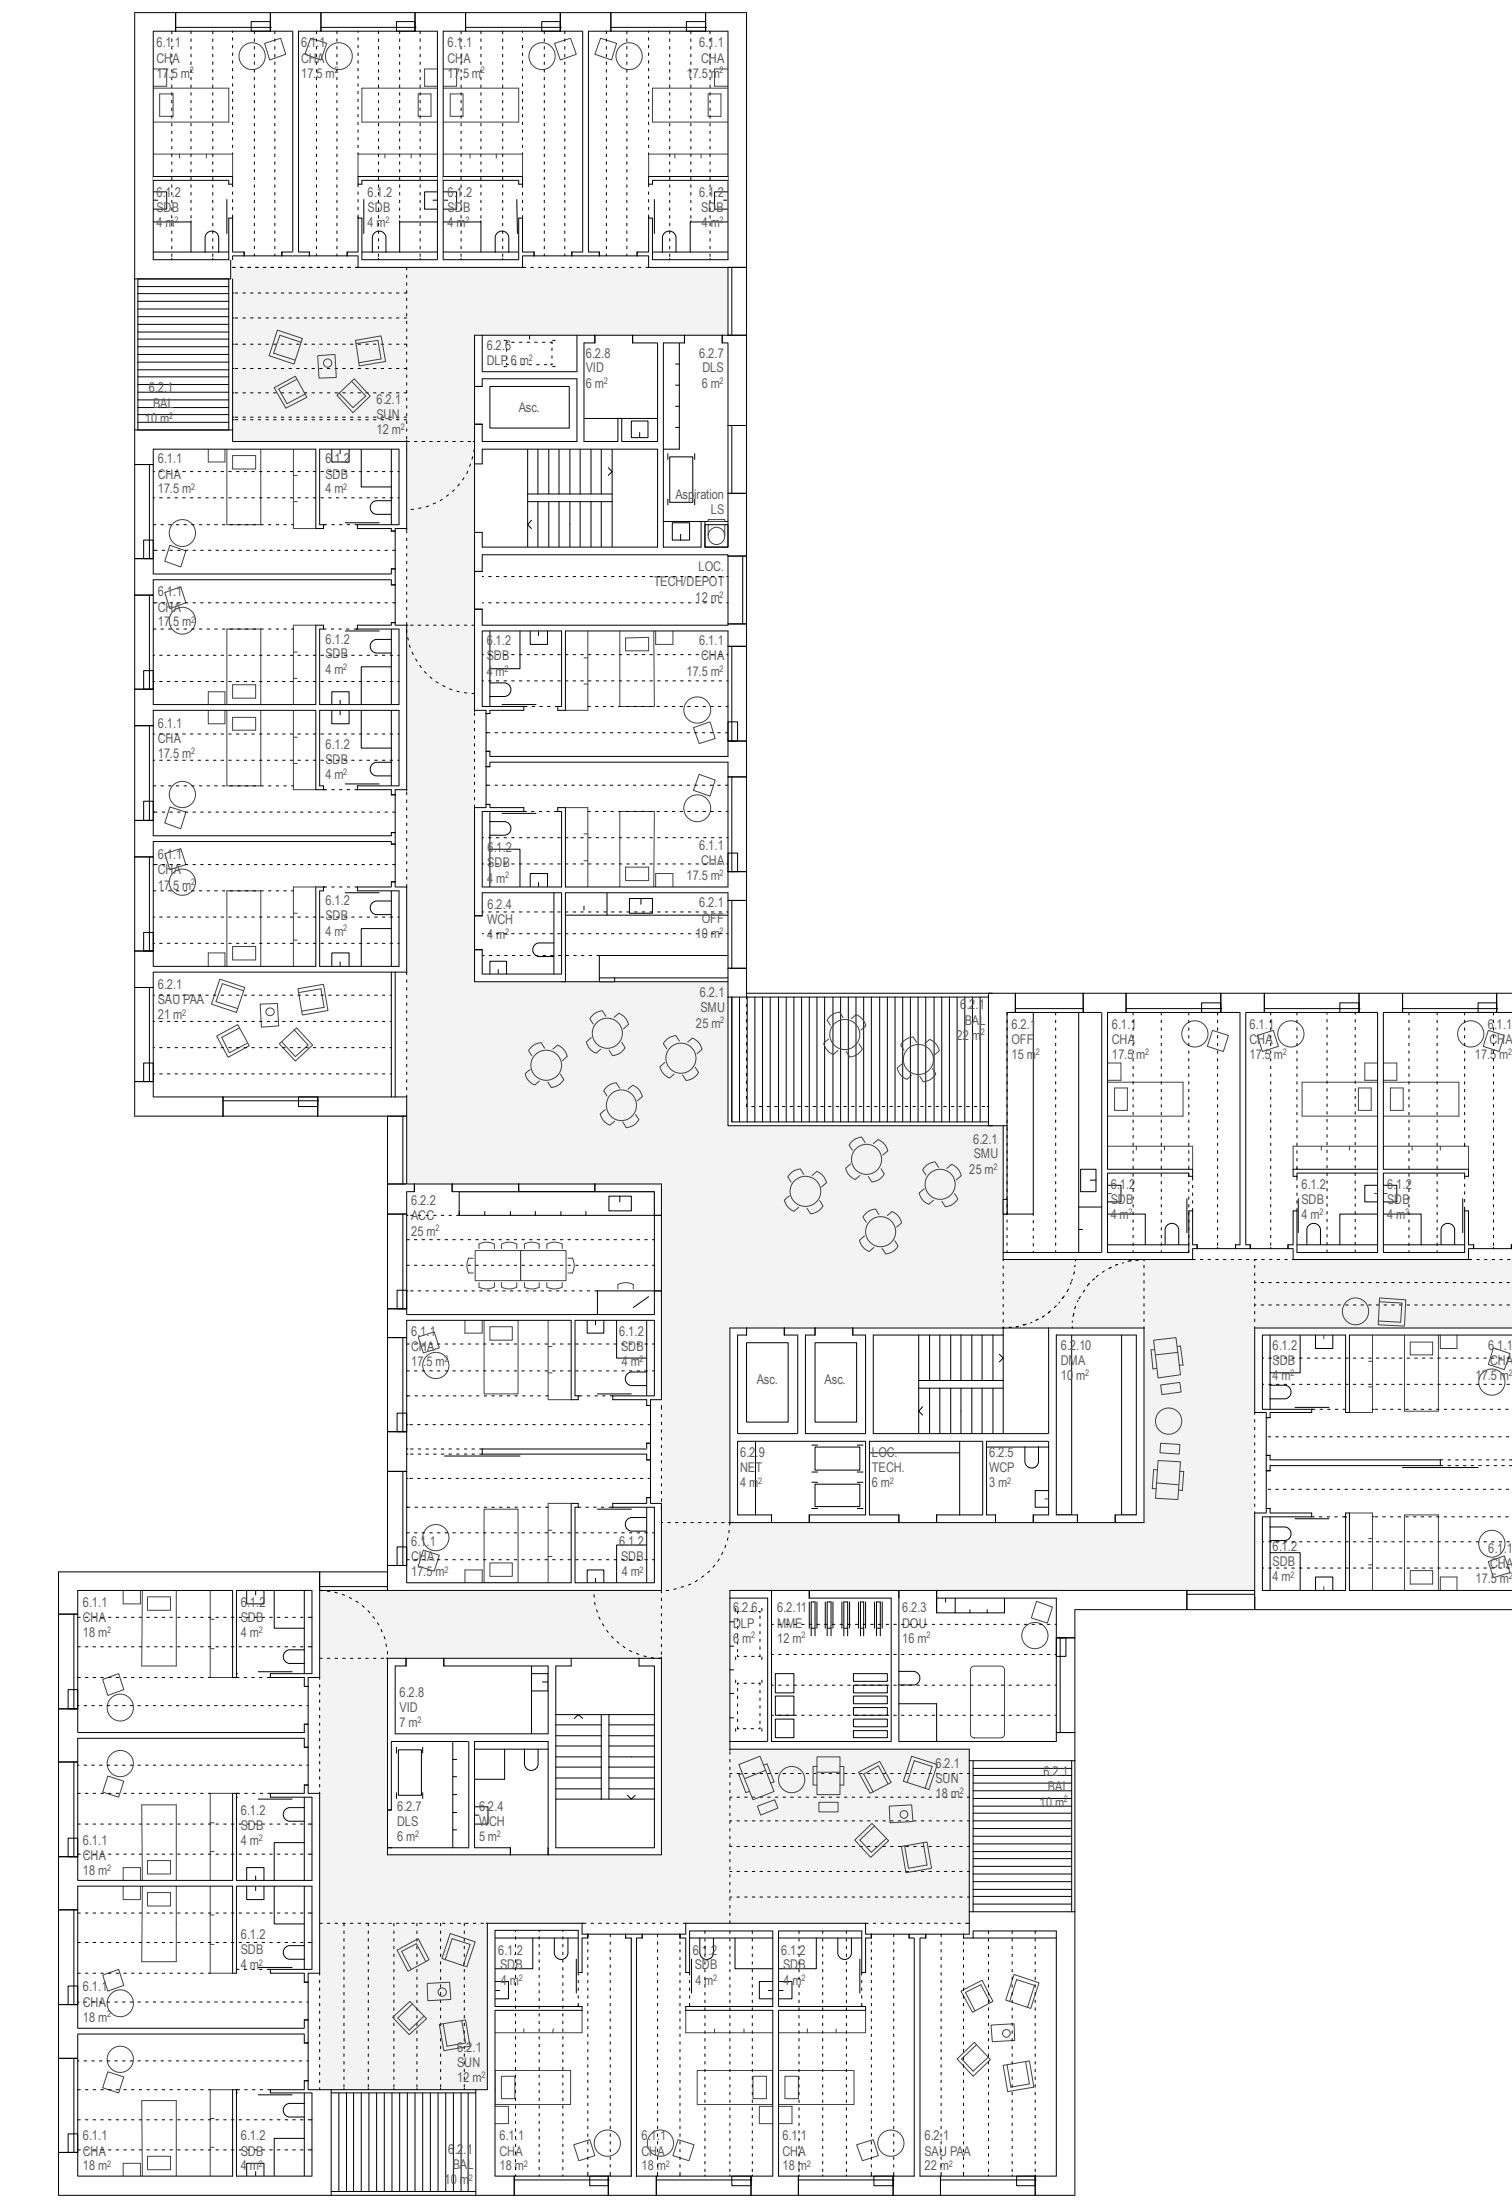 6.1.1
CHA
17.5 m²
6.1.1
CHA
17.5 m²
6.1.1
CHA
17.5 m²
6.1.1
CHA
17.5 m²
6.1.2
SDB
4 m²
6.1.2
SDB
4 m²
6.1.2
SDB
4 m²
6.1.2
SDB
4 m²
6.2.1
BAL
10 m²
6.2.1
SUN
12 m²
6.2.6
DLP 6 m²
Asc.
6.2.8
VID
6 m²
6.2.7
DLS
6 m²
Aspiration
LS
6.1.1
CHA
17.5 m²
6.1.2
SDB
4 m²
LOC.
TECH/DEPOT
12 m²
6.1.1
CHA
17.5 m²
6.1.2
SDB
4 m²
6.1.2
SDB
4 m²
6.1.1
CHA
17.5 m²
6.1.1
CHA
17.5 m²
6.1.2
SDB
4 m²
6.1.1
CHA
17.5 m²
6.1.2
SDB
4 m²
6.1.2
SDB
4 m²
6.1.1
CHA
17.5 m²
6.2.4
WCH
4 m²
6.2.1
OFF
10 m²
6.2.1
SAU PAA
21 m²
6.2.1
SMU
25 m²
6.2.1
BAL
22 m²
6.2.1
OFF
15 m²
6.1.1
CHA
17.5 m²
6.1.1
CHA
17.5 m²
6.1.1
CHA
17.5 m²
6.2.1
SMU
25 m²
6.1.2
SDB
4 m²
6.1.2
SDB
4 m²
6.1.2
SDB
4 m²
6.2.2
ACC
25 m²
6.1.1
CHA
17.5 m²
6.1.2
SDB
4 m²
Asc.
Asc.
6.2.10
DMA
10 m²
6.1.2
SDB
4 m²
6.1.1
CHA
17.5 m²
6.2.9
NET
4 m²
LOC.
TECH.
6 m²
6.2.5
WCP
3 m²
6.1.1
CHA
17.5 m²
6.1.2
SDB
4 m²
6.1.2
SDB
4 m²
6.1.1
CHA
17.5 m²
6.1.1
CHA
18 m²
6.1.2
SDB
4 m²
6.2.6
DLP
6 m²
6.2.11
MME
12 m²
6.2.3
DOU
16 m²
6.2.8
VID
7 m²
6.2.7
DLS
6 m²
6.2.4
WCH
5 m²
6.2.1
SUN
18 m²
6.2.1
BAL
10 m²
6.1.2
SDB
4 m²
6.1.1
CHA
18 m²
6.1.2
SDB
4 m²
6.1.1
CHA
18 m²
6.2.1
SUN
12 m²
6.1.2
SDB
4 m²
6.1.2
SDB
4 m²
6.1.2
SDB
4 m²
6.1.1
CHA
18 m²
6.1.2
SDB
4 m²
6.2.1
BAL
10 m²
6.1.1
CHA
18 m²
6.1.1
CHA
18 m²
6.1.1
CHA
18 m²
6.2.1
SAU PAA
22 m²